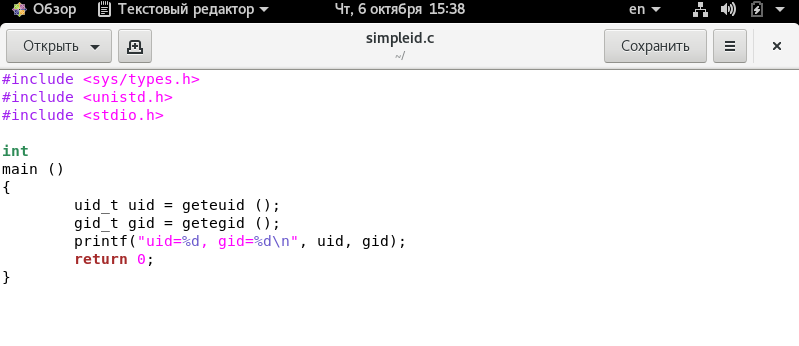 Обзор Текстовый редактор Чт, 6 октября 15:38 en
Открыть simpleid.c Сохранить
~/
#include <sys/types.h>
#include <unistd.h>
#include <stdio.h>
int
main ()
{
uid_t uid = geteuid ();
gid_t gid = getegid ();
printf("uid=%d, gid=%d\n", uid, gid);
return 0;
}